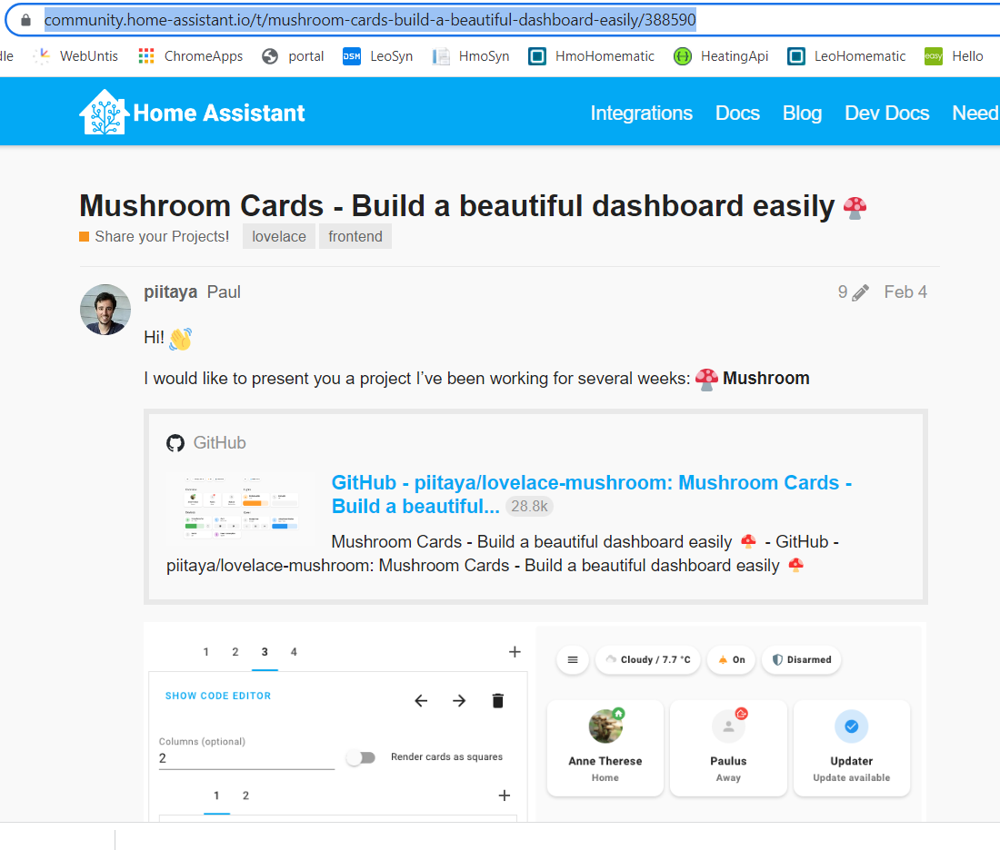 community.home-assistant.io/t/mushroom-cards-build-a-beautiful-dashboard-easily/388590
dle WebUntis ChromeApps portal DSM LeoSyn HmoSyn HmoHomematic HeatingApi LeoHomematic easy Hello
Home Assistant Integrations Docs Blog Dev Docs Need
Mushroom Cards - Build a beautiful dashboard easily 🍄
Share your Projects! lovelace frontend
piitaya Paul 9 Feb 4
Hi! 👋
I would like to present you a project I’ve been working for several weeks: 🍄 Mushroom
GitHub
GitHub - piitaya/lovelace-mushroom: Mushroom Cards -
Build a beautiful... 28.8k
Mushroom Cards - Build a beautiful dashboard easily 🍄 - GitHub -
piitaya/lovelace-mushroom: Mushroom Cards - Build a beautiful dashboard easily 🍄
1 2 3 4 +
SHOW CODE EDITOR
Columns (optional)
2
Render cards as squares
1 2 +
Cloudy / 7.7 °C On Disarmed
Anne Therese Paulus Updater
Home Away Update available